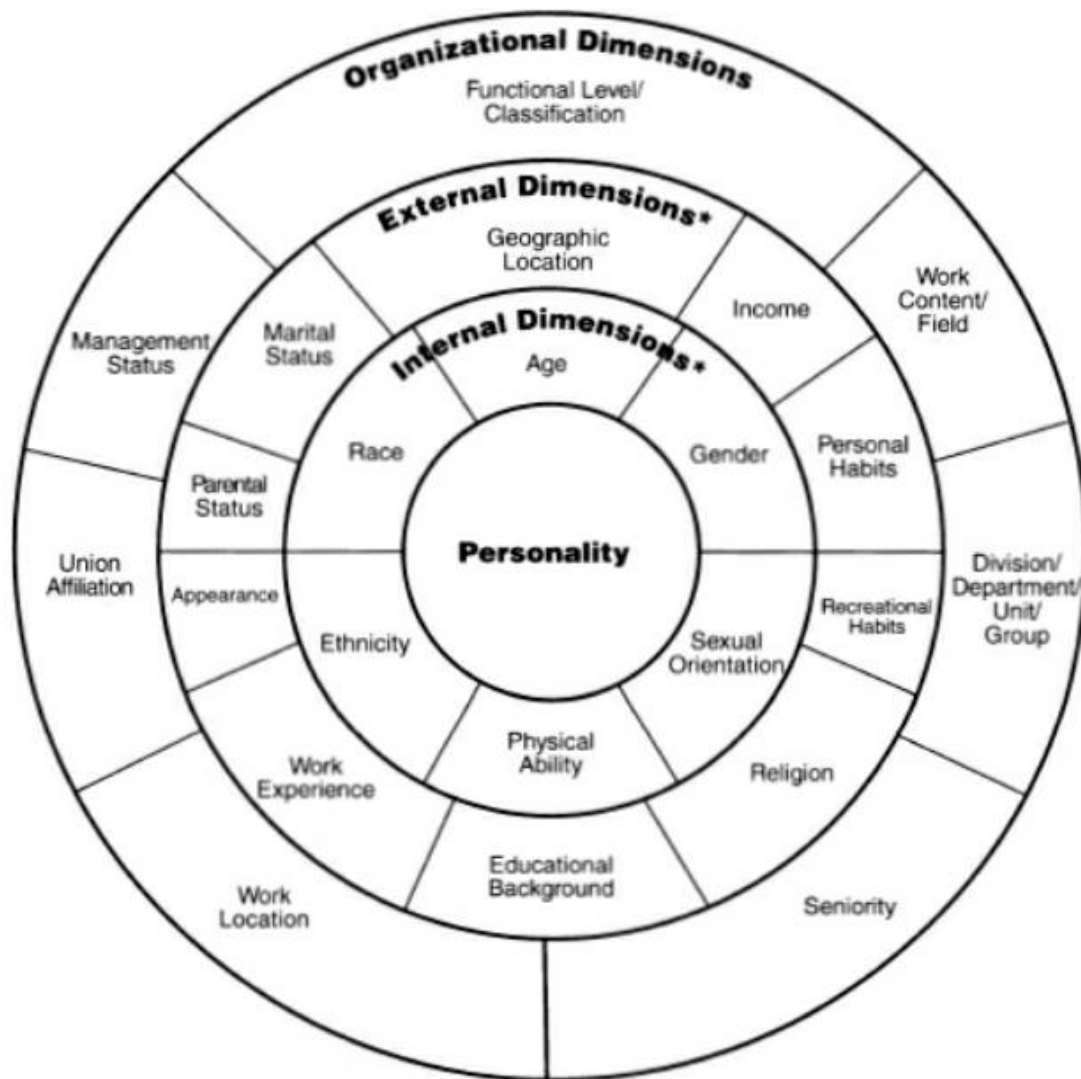 Organizational Dimensions
Functional Level/
Classification
External Dimensions*
Geographic
Location
Income
Work
Content/
Field
Management
Status
Marital
Status
Internal Dimensions*
Age
Race
Gender
Personal
Habits
Parental
Status
Personality
Union
Affiliation
Appearance
Ethnicity
Sexual
Orientation
Recreational
Habits
Division/
Department/
Unit/
Group
Physical
Ability
Work
Experience
Religion
Educational
Background
Work
Location
Seniority